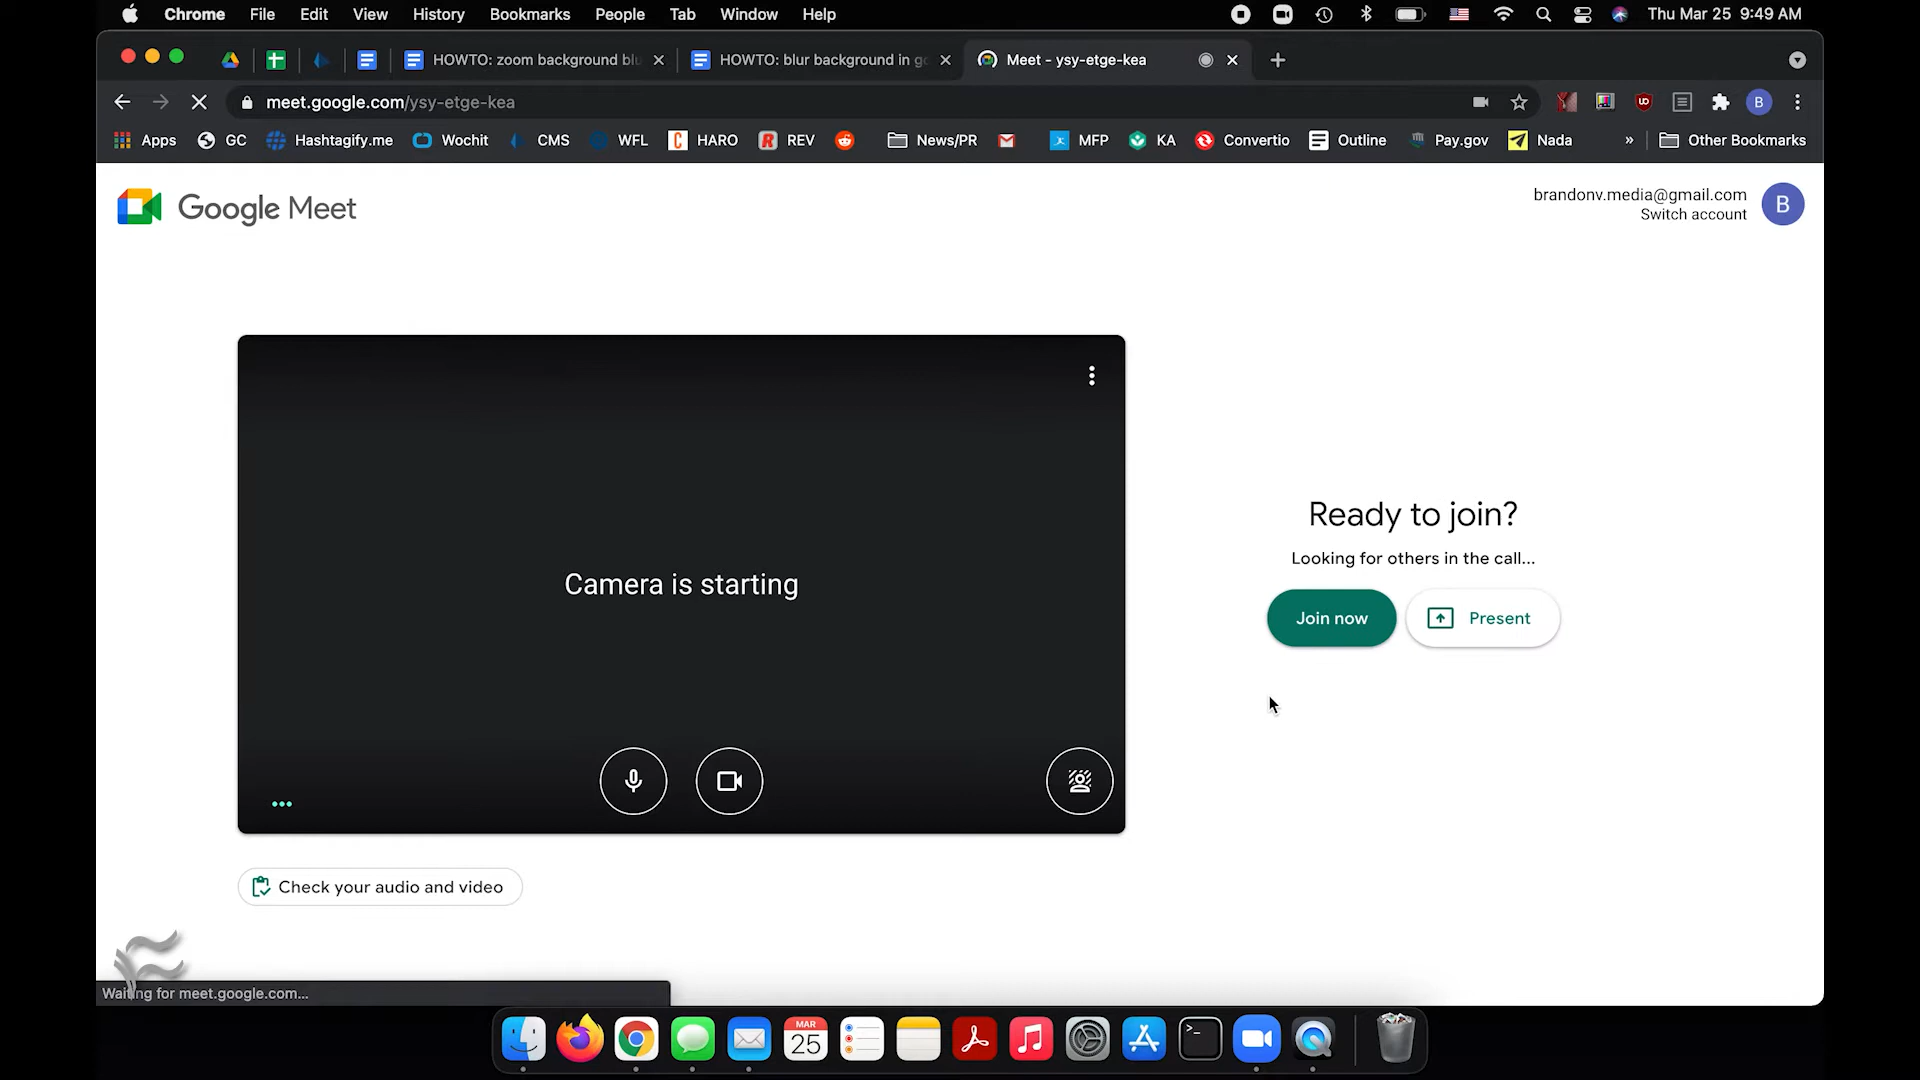 Chrome File Edit View History Bookmarks People Tab Window Help Thu Mar 25 9:49 AM
HOWTO: zoom background blu HOWTO: blur background in go Meet - ysy-etge-kea
meet.google.com/ysy-etge-kea B
Apps GC Hashtagify.me Wochit CMS WFL HARO REV News/PR MFP KA Convertio Outline Pay.gov Nada » Other Bookmarks
Google Meet
brandonv.media@gmail.com
Switch account
B
Camera is starting
Ready to join?
Looking for others in the call...
Join now Present
Check your audio and video
Waiting for meet.google.com...
MAR
25